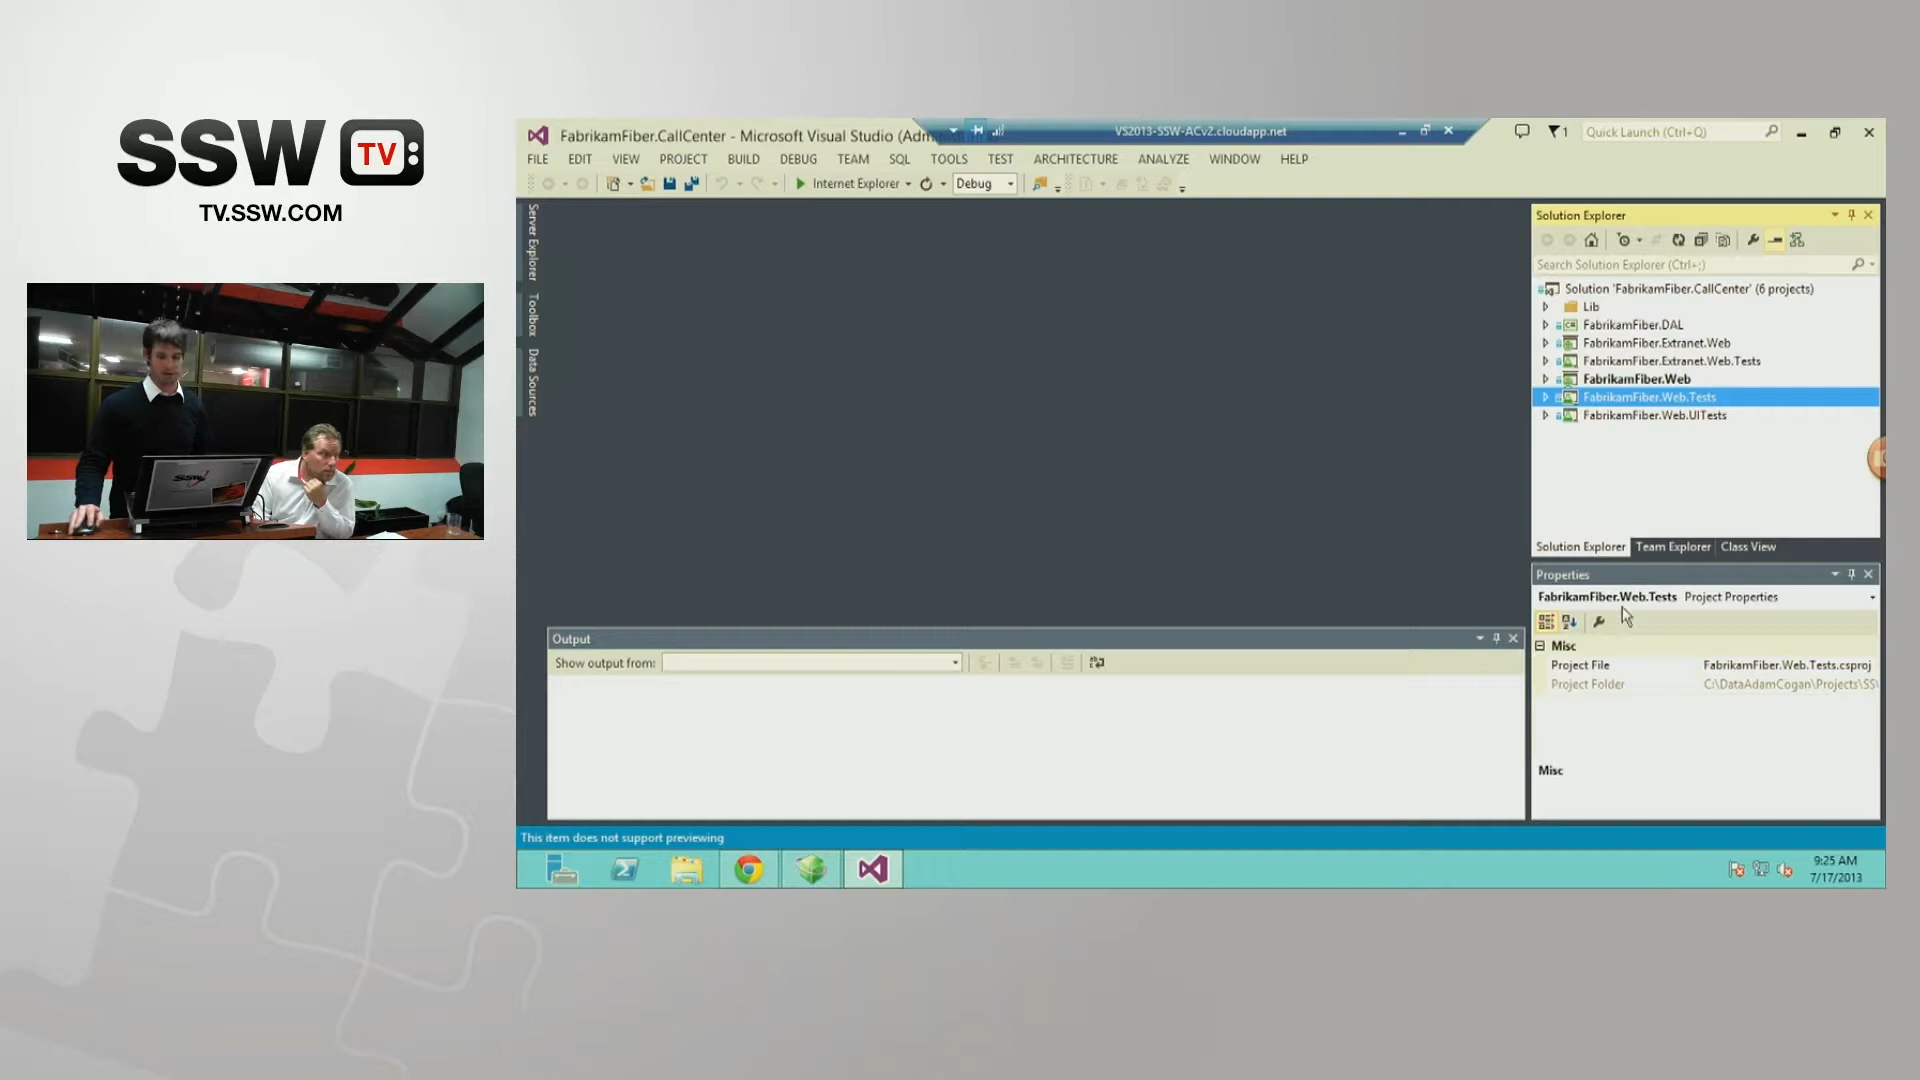 SSW TV:
TV.SSW.COM
FabrikamFiber.CallCenter - Microsoft Visual Studio (Adm
VS2013-SSW-ACv2.cloudapp.net
1
Quick Launch (Ctrl+Q)
FILE EDIT VIEW PROJECT BUILD DEBUG TEAM SQL TOOLS TEST ARCHITECTURE ANALYZE WINDOW HELP
Internet Explorer Debug
Server Explorer
Toolbox
Data Sources
Solution Explorer
Search Solution Explorer (Ctrl+;)
Solution 'FabrikamFiber.CallCenter' (6 projects)
Lib
FabrikamFiber.DAL
FabrikamFiber.Extranet.Web
FabrikamFiber.Extranet.Web.Tests
FabrikamFiber.Web
FabrikamFiber.Web.Tests
FabrikamFiber.Web.UITests
Solution Explorer Team Explorer Class View
Properties
FabrikamFiber.Web.Tests Project Properties
Misc
Project File FabrikamFiber.Web.Tests.csproj
Project Folder C:\DataAdamCogan\Projects\SS\
Misc
Output
Show output from:
This item does not support previewing
9:25 AM
7/17/2013
SSW